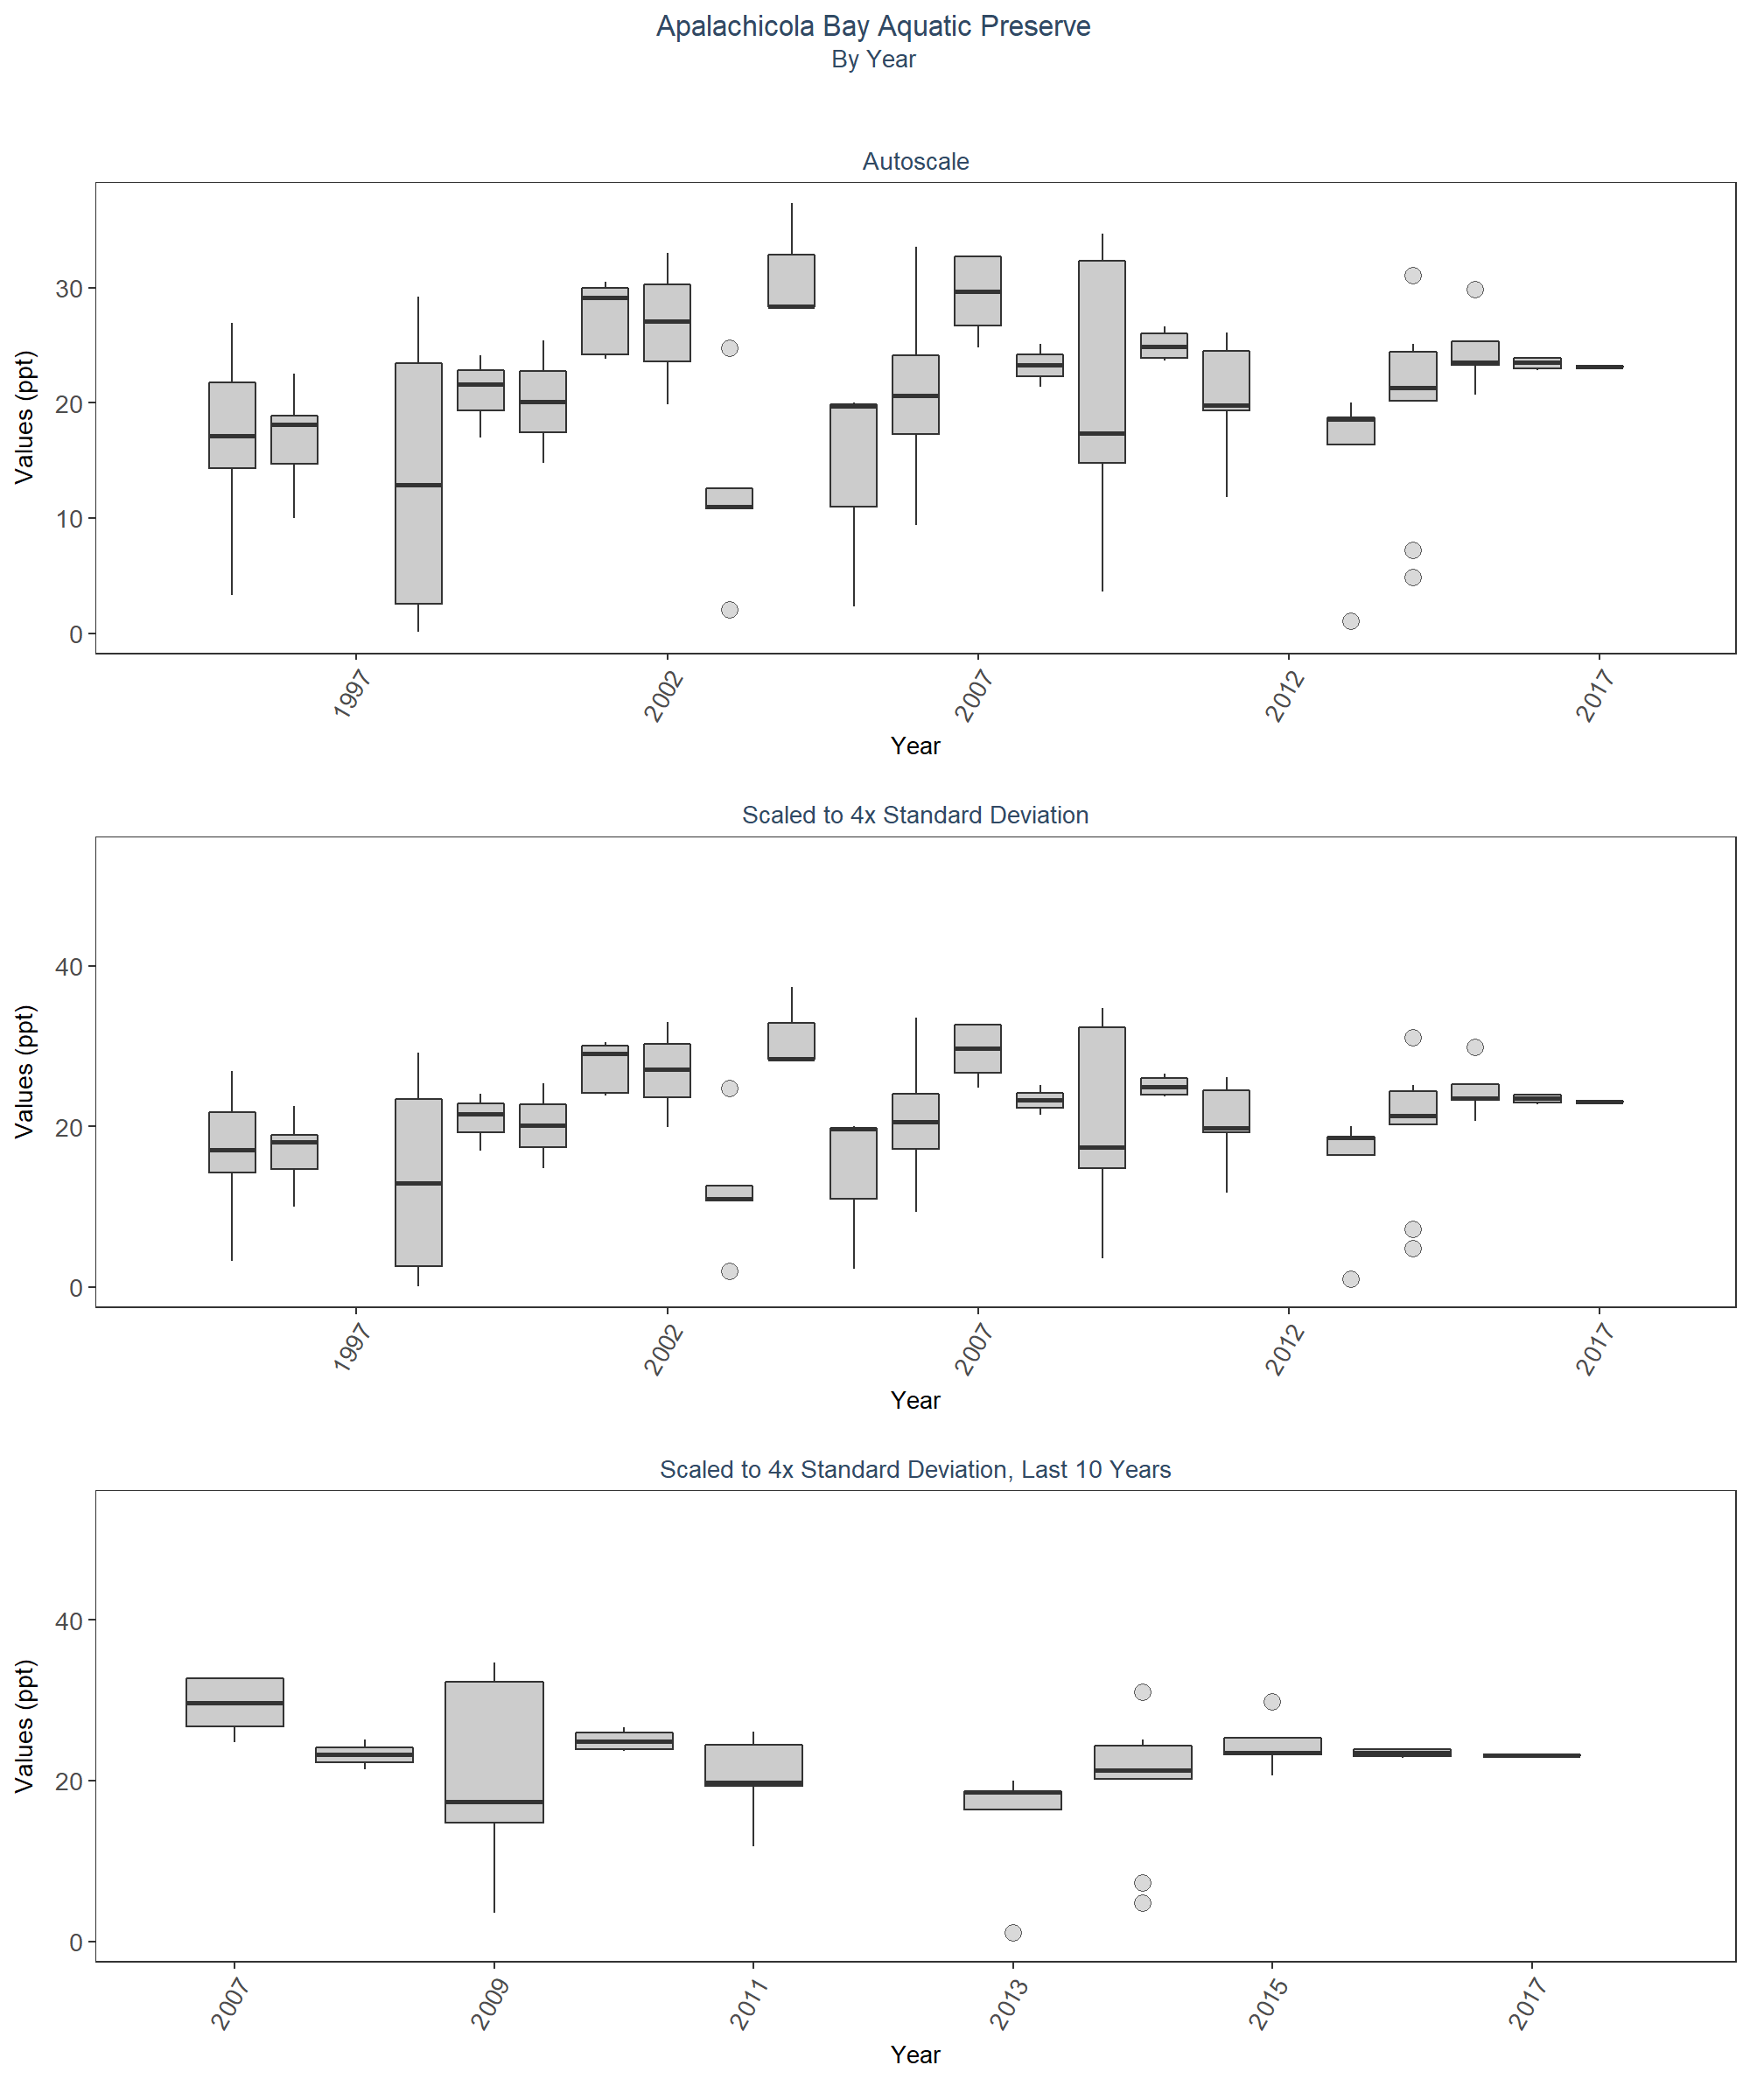 Apalachicola Bay Aquatic Preserve
By Year
Autoscale
Values (ppt)
30
20
10
0
1997 2002 2007 2012 2017
Year
Scaled to 4x Standard Deviation
Values (ppt)
40
20
0
1997 2002 2007 2012 2017
Year
Scaled to 4x Standard Deviation, Last 10 Years
Values (ppt)
40
20
0
2007 2009 2011 2013 2015 2017
Year